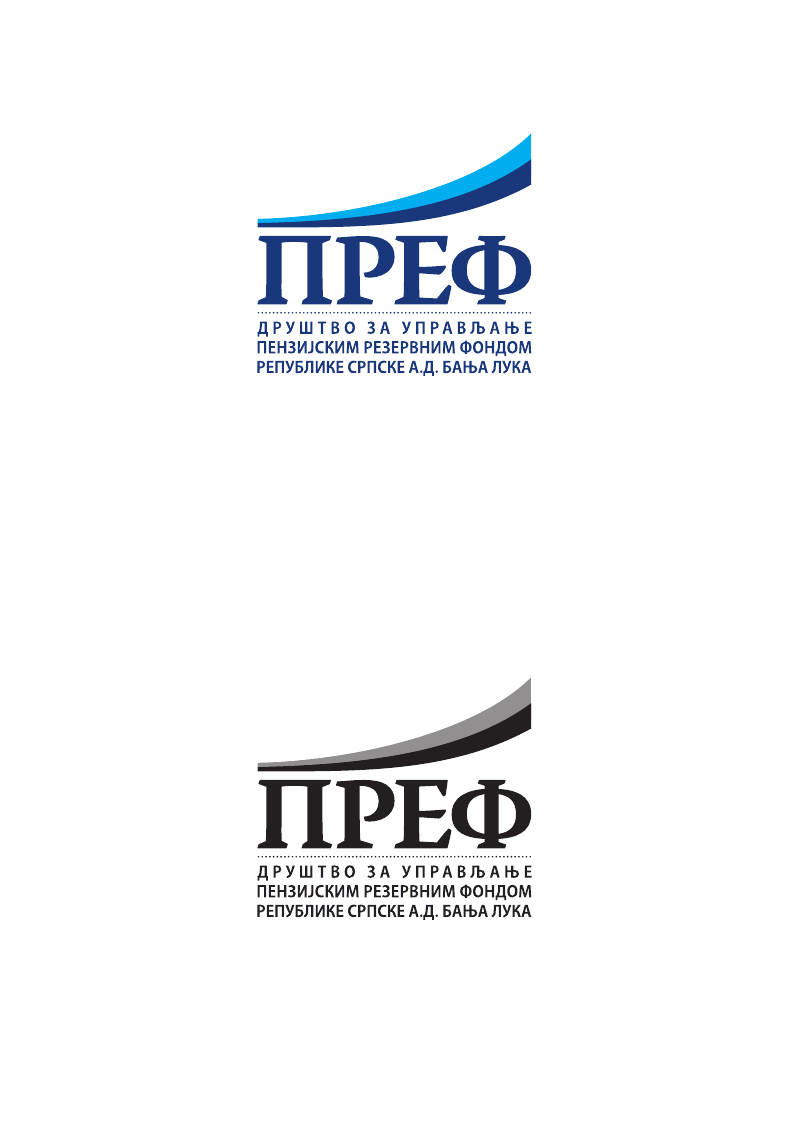 ПРЕФ
ДРУШТВО ЗА УПРАВЉАЊЕ
ПЕНЗИЈСКИМ РЕЗЕРВНИМ ФОНДОМ
РЕПУБЛИКЕ СРПСКЕ А.Д. БАЊА ЛУКА
ПРЕФ
ДРУШТВО ЗА УПРАВЉАЊЕ
ПЕНЗИЈСКИМ РЕЗЕРВНИМ ФОНДОМ
РЕПУБЛИКЕ СРПСКЕ А.Д. БАЊА ЛУКА